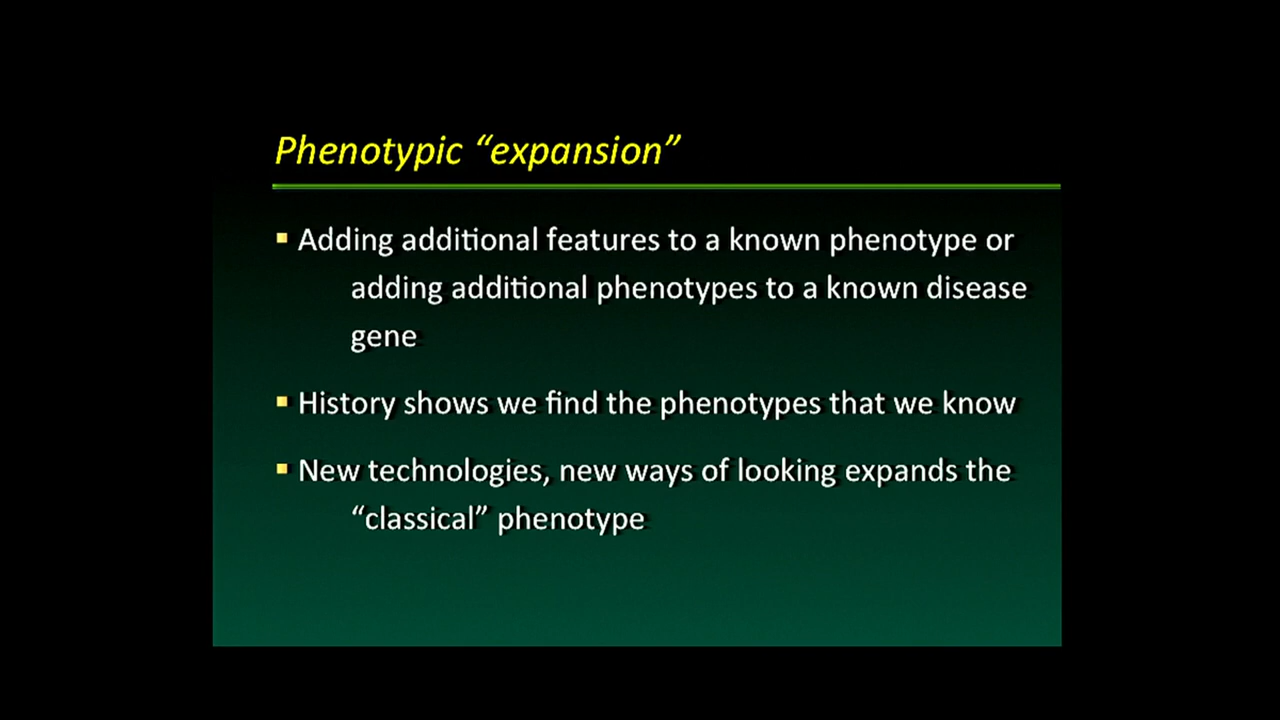 Phenotypic “expansion”
▪ Adding additional features to a known phenotype or
adding additional phenotypes to a known disease
gene
▪ History shows we find the phenotypes that we know
▪ New technologies, new ways of looking expands the
“classical” phenotype